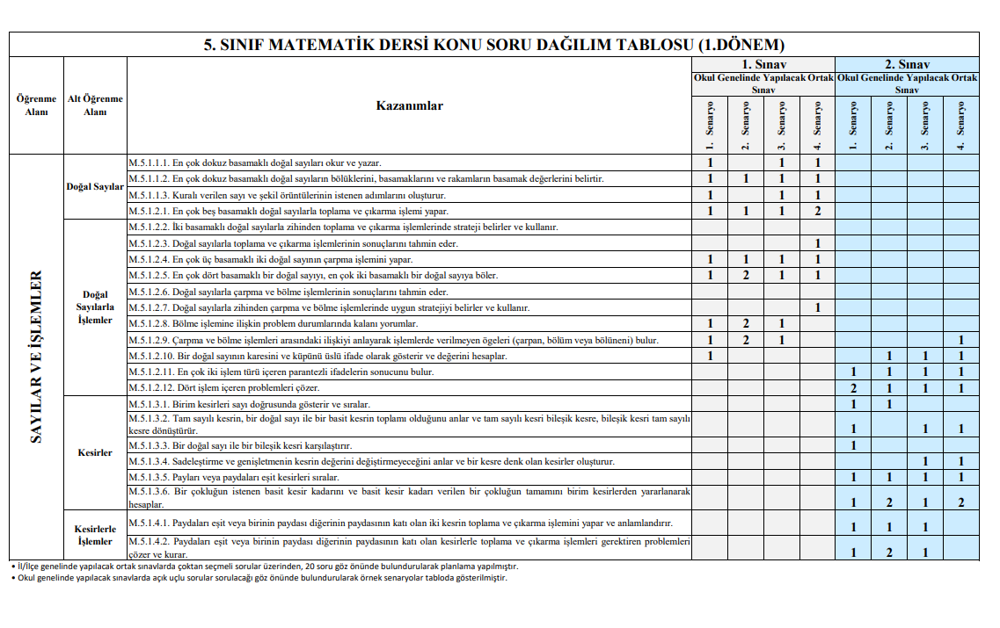 5. SINIF MATEMATİK DERSİ KONU SORU DAĞILIM TABLOSU (1.DÖNEM)
Öğrenme Alanı
Alt Öğrenme Alanı
Kazanımlar
1. Sınav
2. Sınav
Okul Genelinde Yapılacak Ortak Sınav
Okul Genelinde Yapılacak Ortak Sınav
1. Senaryo
2. Senaryo
3. Senaryo
4. Senaryo
1. Senaryo
2. Senaryo
3. Senaryo
4. Senaryo
SAYILAR VE İŞLEMLER
Doğal Sayılar
M.5.1.1.1. En çok dokuz basamaklı doğal sayıları okur ve yazar. 1 1 1
M.5.1.1.2. En çok dokuz basamaklı doğal sayıların bölüklerini, basamaklarını ve rakamların basamak değerlerini belirtir. 1 1 1 1
M.5.1.1.3. Kuralı verilen sayı ve şekil örüntülerinin istenen adımlarını oluşturur. 1 1 1
M.5.1.2.1. En çok beş basamaklı doğal sayılarla toplama ve çıkarma işlemi yapar. 1 1 1 2
Doğal Sayılarla İşlemler
M.5.1.2.2. İki basamaklı doğal sayılarla zihinden toplama ve çıkarma işlemlerinde strateji belirler ve kullanır.
M.5.1.2.3. Doğal sayılarla toplama ve çıkarma işlemlerinin sonuçlarını tahmin eder. 1
M.5.1.2.4. En çok üç basamaklı iki doğal sayının çarpma işlemini yapar. 1 1 1 1
M.5.1.2.5. En çok dört basamaklı bir doğal sayıyı, en çok iki basamaklı bir doğal sayıya böler. 1 2 1 1
M.5.1.2.6. Doğal sayılarla çarpma ve bölme işlemlerinin sonuçlarını tahmin eder.
M.5.1.2.7. Doğal sayılarla zihinden çarpma ve bölme işlemlerinde uygun stratejiyi belirler ve kullanır. 1
M.5.1.2.8. Bölme işlemine ilişkin problem durumlarında kalanı yorumlar. 1 2 1
M.5.1.2.9. Çarpma ve bölme işlemleri arasındaki ilişkiyi anlayarak işlemlerde verilmeyen ögeleri (çarpan, bölüm veya bölüneni) bulur. 1 2 1 1
M.5.1.2.10. Bir doğal sayının karesini ve küpünü üslü ifade olarak gösterir ve değerini hesaplar. 1 1 1 1
M.5.1.2.11. En çok iki işlem türü içeren parantezli ifadelerin sonucunu bulur. 1 1 1 1
M.5.1.2.12. Dört işlem içeren problemleri çözer. 2 1 1 1
Kesirler
M.5.1.3.1. Birim kesirleri sayı doğrusunda gösterir ve sıralar. 1 1
M.5.1.3.2. Tam sayılı kesrin, bir doğal sayı ile bir basit kesrin toplamı olduğunu anlar ve tam sayılı kesri bileşik kesre, bileşik kesri tam sayılı
kesre dönüştürür. 1 1 1
M.5.1.3.3. Bir doğal sayı ile bir bileşik kesri karşılaştırır. 1
M.5.1.3.4. Sadeleştirme ve genişletmenin kesrin değerini değiştirmeyeceğini anlar ve bir kesre denk olan kesirler oluşturur. 1 1
M.5.1.3.5. Payları veya paydaları eşit kesirleri sıralar. 1 1 1 1
M.5.1.3.6. Bir çokluğun istenen basit kesir kadarını ve basit kesir kadarı verilen bir çokluğun tamamını birim kesirlerden yararlanarak
hesaplar. 1 2 1 2
Kesirlerle İşlemler
M.5.1.4.1. Paydaları eşit veya birinin paydası diğerinin paydasının katı olan iki kesrin toplama ve çıkarma işlemini yapar ve anlamlandırır. 1 1 1
M.5.1.4.2. Paydaları eşit veya birinin paydası diğerinin paydasının katı olan kesirlerle toplama ve çıkarma işlemleri gerektiren problemleri
çözer ve kurar. 1 2 1
• İl/İlçe genelinde yapılacak ortak sınavlarda çoktan seçmeli sorular üzerinden, 20 soru göz önünde bulundurularak planlama yapılmıştır.
• Okul genelinde yapılacak sınavlarda açık uçlu sorular sorulacağı göz önünde bulundurularak örnek senaryolar tabloda gösterilmiştir.